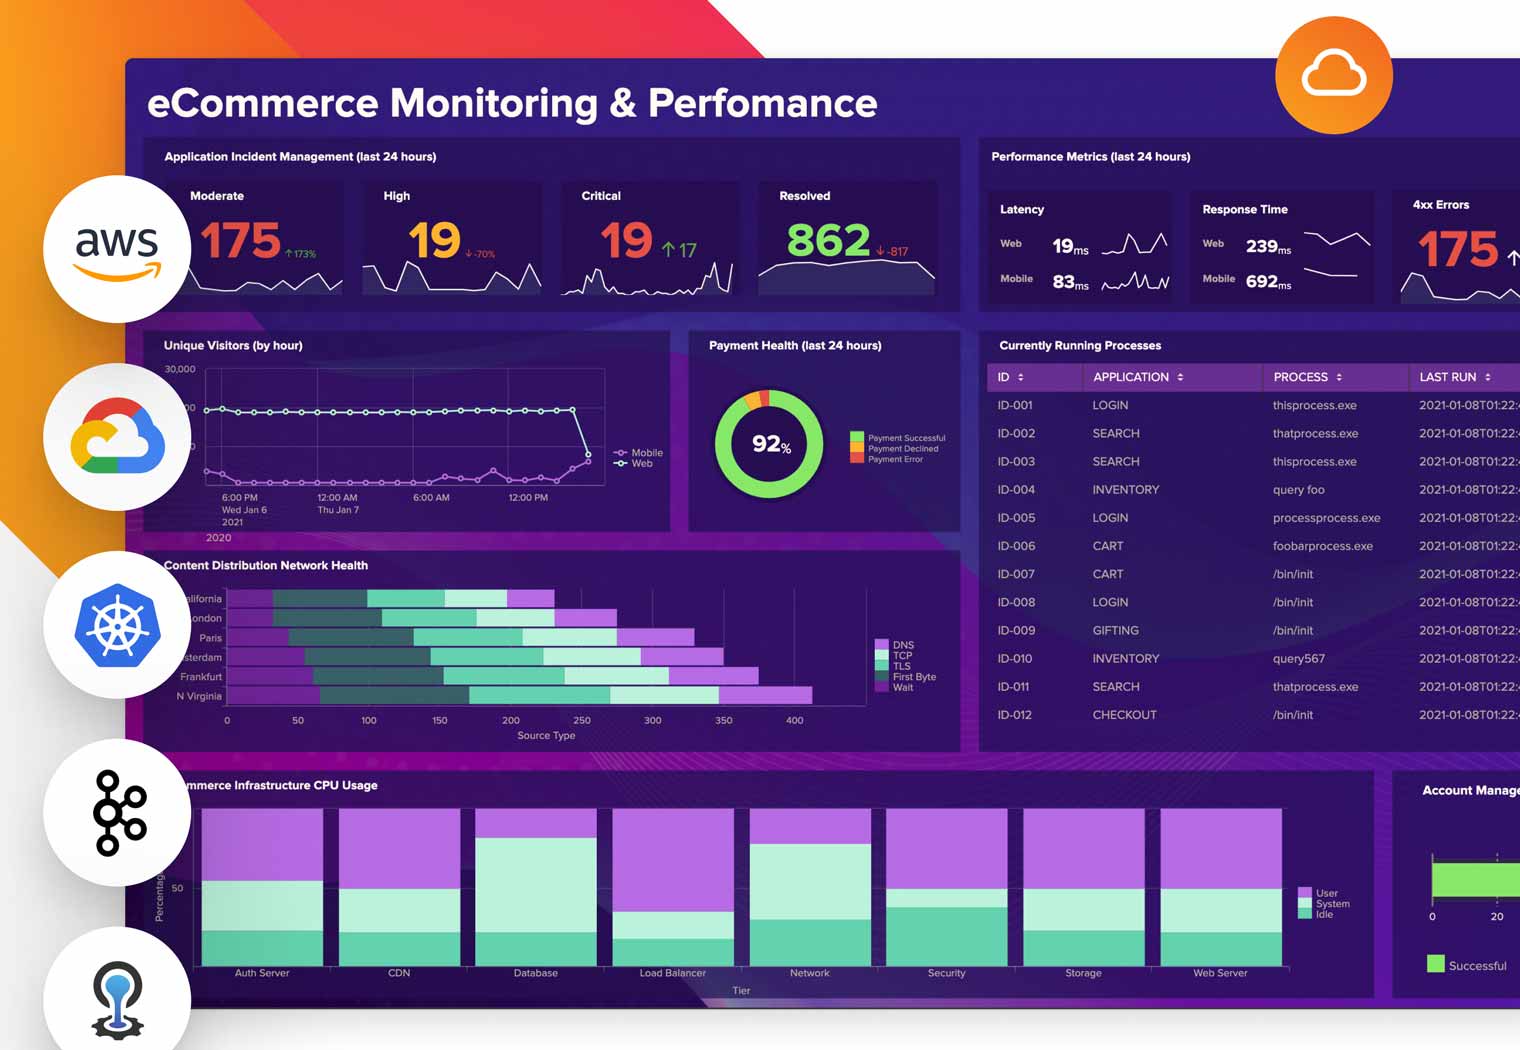 eCommerce Monitoring & Perfomance
aws
Application Incident Management (last 24 hours)
Moderate
175
↑173%
High
19
↓-70%
Critical
19
↑17
Resolved
862
↓-817
Performance Metrics (last 24 hours)
Latency
Web 19ms
Mobile 83ms
Response Time
Web 239ms
Mobile 692ms
4xx Errors
175
Unique Visitors (by hour)
30,000
6:00 PM 12:00 AM 6:00 AM 12:00 PM
Wed Jan 6 Thu Jan 7
2021
2020
Mobile
Web
Payment Health (last 24 hours)
92%
Payment Successful
Payment Declined
Payment Error
Currently Running Processes
ID APPLICATION PROCESS LAST RUN
ID-001 LOGIN thisprocess.exe 2021-01-08T01:22:
ID-002 SEARCH thatprocess.exe 2021-01-08T01:22:
ID-003 SEARCH thisprocess.exe 2021-01-08T01:22:
ID-004 INVENTORY query foo 2021-01-08T01:22:
ID-005 LOGIN processprocess.exe 2021-01-08T01:22:
ID-006 CART foobarprocess.exe 2021-01-08T01:22:
ID-007 CART /bin/init 2021-01-08T01:22:
ID-008 LOGIN /bin/init 2021-01-08T01:22:
ID-009 GIFTING /bin/init 2021-01-08T01:22:
ID-010 INVENTORY query567 2021-01-08T01:22:
ID-011 SEARCH thatprocess.exe 2021-01-08T01:22:
ID-012 CHECKOUT /bin/init 2021-01-08T01:22:
Content Distribution Network Health
alifornia
ondon
Paris
sterdam
Frankfurt
N Virginia
0 50 100 150 200 250 300 350 400
Source Type
DNS
TCP
TLS
First Byte
Wait
mmerce Infrastructure CPU Usage
Percentag
50
Auth Server CDN Database Load Balancer Network Security Storage Web Server
Tier
User
System
Idle
Account Manage
0 20
Successful